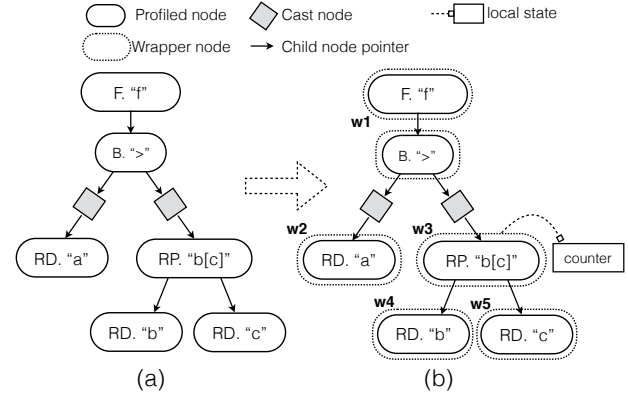 Profiled node
Cast node
local state
Wrapper node
Child node pointer
F. “f”
B. “>”
RD. “a”
RP. “b[c]”
RD. “b”
RD. “c”
(a)
F. “f”
w1
B. “>”
w2
w3
RD. “a”
RP. “b[c]”
counter
w4
w5
RD. “b”
RD. “c”
(b)